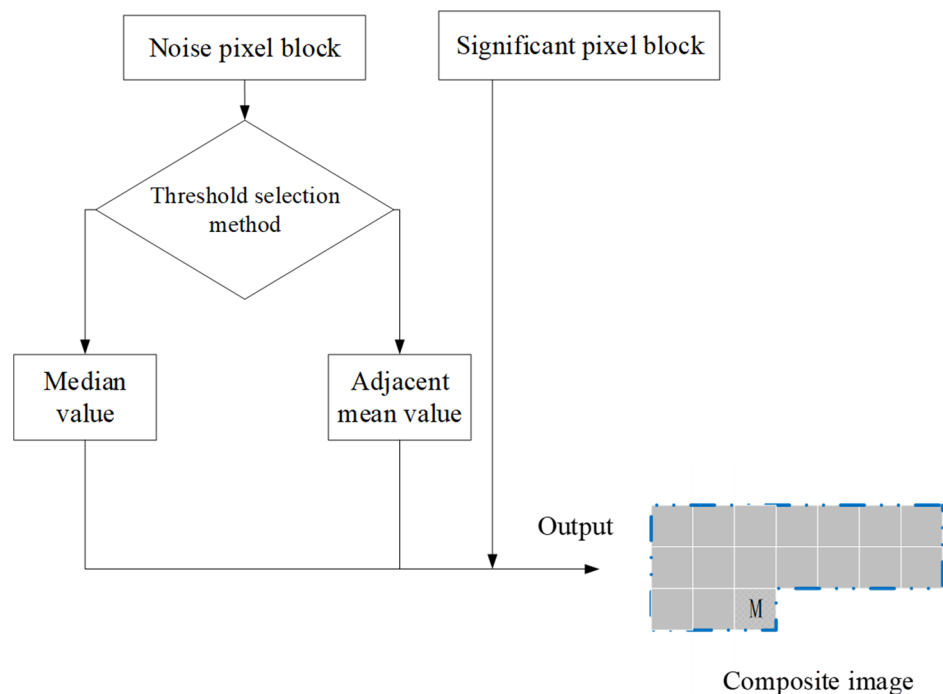 Noise pixel block
Significant pixel block
Threshold selection
method
Median
value
Adjacent
mean value
Output
M
Composite image